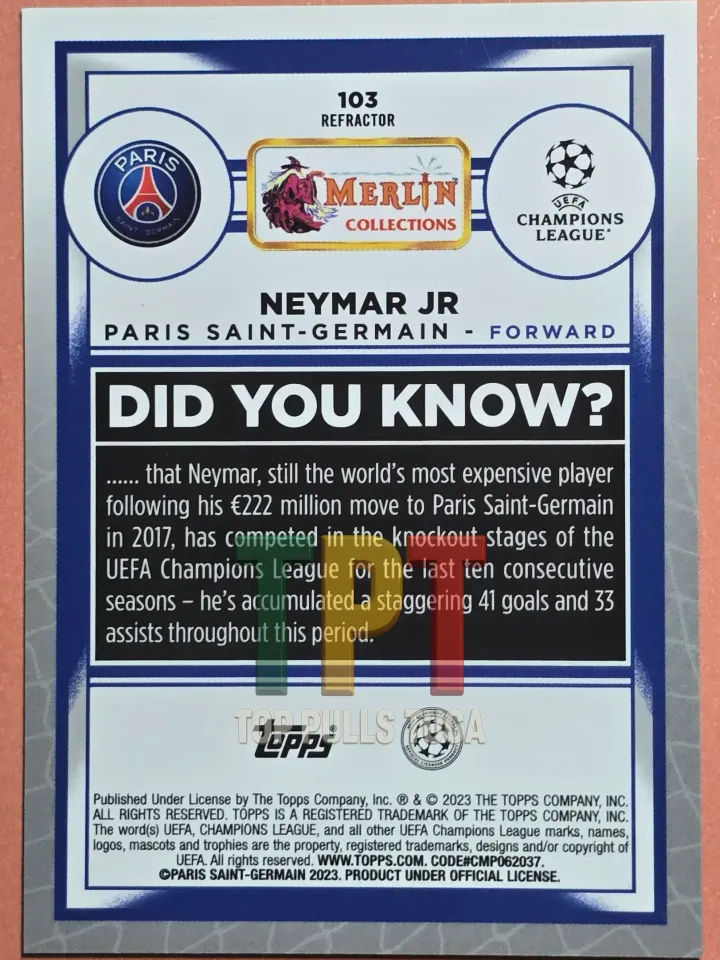 103
REFRACTOR
PARIS
SAINT-GERMAIN
MERLIN
COLLECTIONS
UEFA
CHAMPIONS
LEAGUE
NEYMAR JR
PARIS SAINT-GERMAIN - FORWARD
DID YOU KNOW?
...... that Neymar, still the world's most expensive player
following his €222 million move to Paris Saint-Germain
in 2017, has competed in the knockout stages of the
UEFA Champions League for the last ten consecutive
seasons – he's accumulated a staggering 41 goals and 33
assists throughout this period.
TPT
TOP PULLS TUGA
TOPPS®
Published Under License by The Topps Company, Inc. ® & © 2023 THE TOPPS COMPANY, INC.
ALL RIGHTS RESERVED. TOPPS IS A REGISTERED TRADEMARK OF THE TOPPS COMPANY, INC.
The word(s) UEFA, CHAMPIONS LEAGUE, and all other UEFA Champions League marks, names,
logos, mascots and trophies are the property, registered trademarks, designs and/or copyright of
UEFA. All rights reserved. WWW.TOPPS.COM. CODE#CMP062037.
©PARIS SAINT-GERMAIN 2023. PRODUCT UNDER OFFICIAL LICENSE.